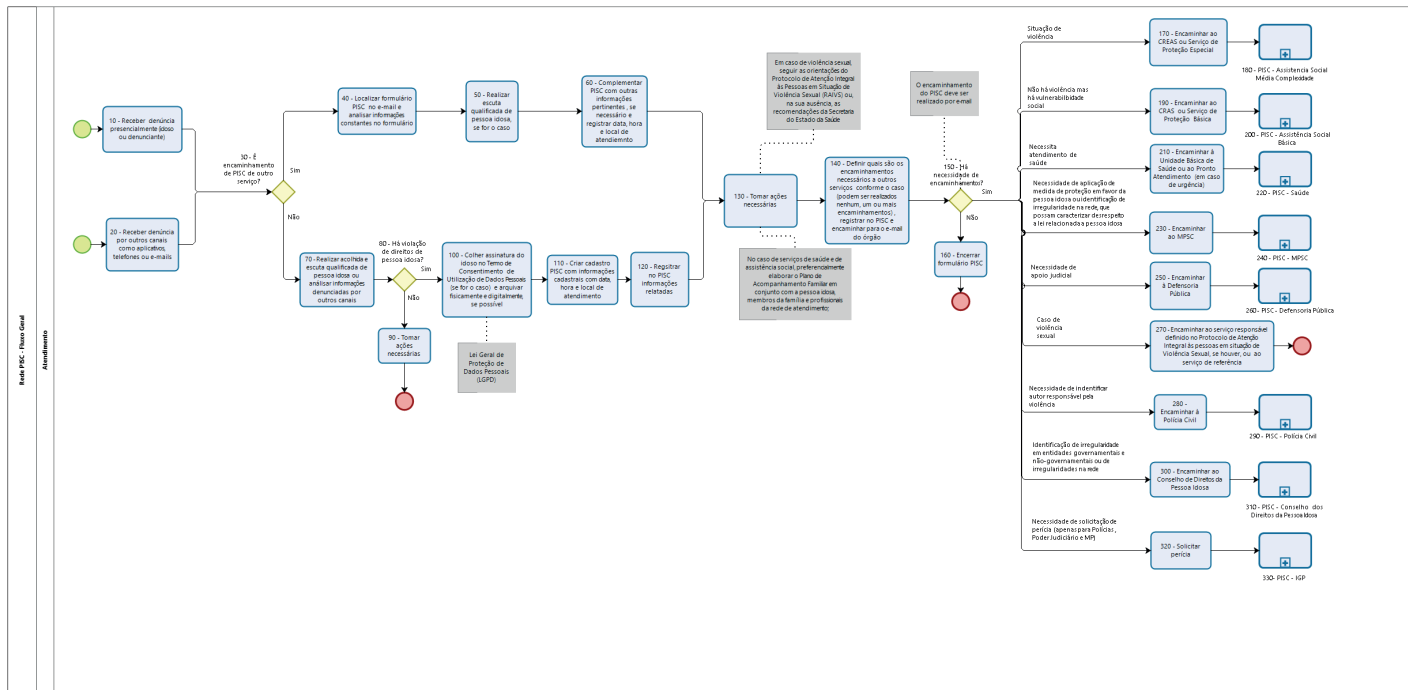 Rede PISC - Fluxo Geral
Atendimento
10 - Receber denúncia
presencialmente (idoso
ou denunciante)
20 - Receber denúncia
por outros canais
como aplicativos,
telefones ou e-mails
30 - É
encaminhamento
de PISC de outro
serviço?
Sim
Não
40 - Localizar formulário
PISC no e-mail e
analisar informações
constantes no formulário
50 - Realizar
escuta
qualificada de
pessoa idosa,
se for o caso
60 - Complementar
PISC com outras
informações
pertinentes , se
necessário e
registrar data, hora
e local de
atendiemnto
70 - Realizar acolhida e
escuta qualificada de
pessoa idosa ou
análisar informações
denunciadas por
outros canais
80 - Há violação
de direitos de
pessoa idosa?
Sim
Não
90 - Tomar
ações
necessárias
100 - Colher assinatura do
idoso no Termo de
Consentimento de
Utilização de Dados Pessoais
(se for o caso) e arquivar
fisicamente e digitalmente,
se possível
Lei Geral de
Proteção de
Dados Pessoais
(LGPD)
110 - Criar cadastro
PISC com informações
cadastrais com data,
hora e local de
atendimento
120 - Regsitrar
no PISC
informações
relatadas
Em caso de violência sexual,
seguir as orientações do
Protocolo de Atenção Integral
às Pessoas em Situação de
Violência Sexual (RAIVS) ou,
na sua ausência, as
recomendações da Secretaria
do Estado da Saúde
130 - Tomar ações
necessárias
No caso de serviços de saúde e de
assistência social, preferencialmente
elaborar o Plano de
Acompanhamento Familiar em
conjunto com a pessoa idosa,
membros da família e profissionais
da rede de atendimento;
140 - Definir quais são os
encaminhamentos
necessários a outros
serviços conforme o caso
(podem ser realizados
nenhum, um ou mais
encaminhamentos) ,
registrar no PISC e
encaminhar para o e-mail
do órgão
O encaminhamento
do PISC deve ser
realizado por e-mail
150 - Há
necessidade de
encaminhamentos?
Sim
Não
160 - Encerrar
formulário PISC
Situação de
violência
170 - Encaminhar ao
CREAS ou Serviço de
Proteção Especial
180 - PISC - Assistencia Social
Média Complexidade
Não há violência mas
há vulnerabilbidade
social
190 - Encaminhar ao
CRAS ou Serviço de
Proteção Básica
200 - PISC - Assistência Social
Básica
Necessita
atendimento de
saúde
210 - Encaminhar à
Unidade Básica de
Saúde ou ao Pronto
Atendimento (em caso
de urgência)
220 - PISC - Saúde
Necessidade de aplicação de
medida de proteção em favor da
pessoa idosa ou identificação de
irregularidade na rede, que
possam caracterizar desrespeito
a lei relacionada a pessoa idosa
230 - Encaminhar
ao MPSC
240 - PISC - MPSC
Necessidade de
apoio judicial
250 - Encaminhar
à Defensoria
Pública
260 - PISC - Defensoria Pública
Caso de
violência
sexual
270 - Encaminhar ao serviço responsável
definido no Protocolo de Atenção
Integral às pessoas em situação de
Violência Sexual, se houver, ou ao
serviço de referência
Necessidade de indentificar
autor responsável pela
violência
280 -
Encaminhar à
Polícia Civil
290 - PISC - Polícia Civil
Identificação de irregularidade
em entidades governamentais e
não-governamentais ou de
irregularidades na rede
300 - Encaminhar ao
Conselho de Direitos da
Pessoa Idosa
310 - PISC - Conselho dos
Direitos da Pessoa Idosa
Necessidade de solicitação de
perícia (apenas para Polícias ,
Poder Judiciário e MP)
320 - Solicitar
perícia
330- PISC - IGP